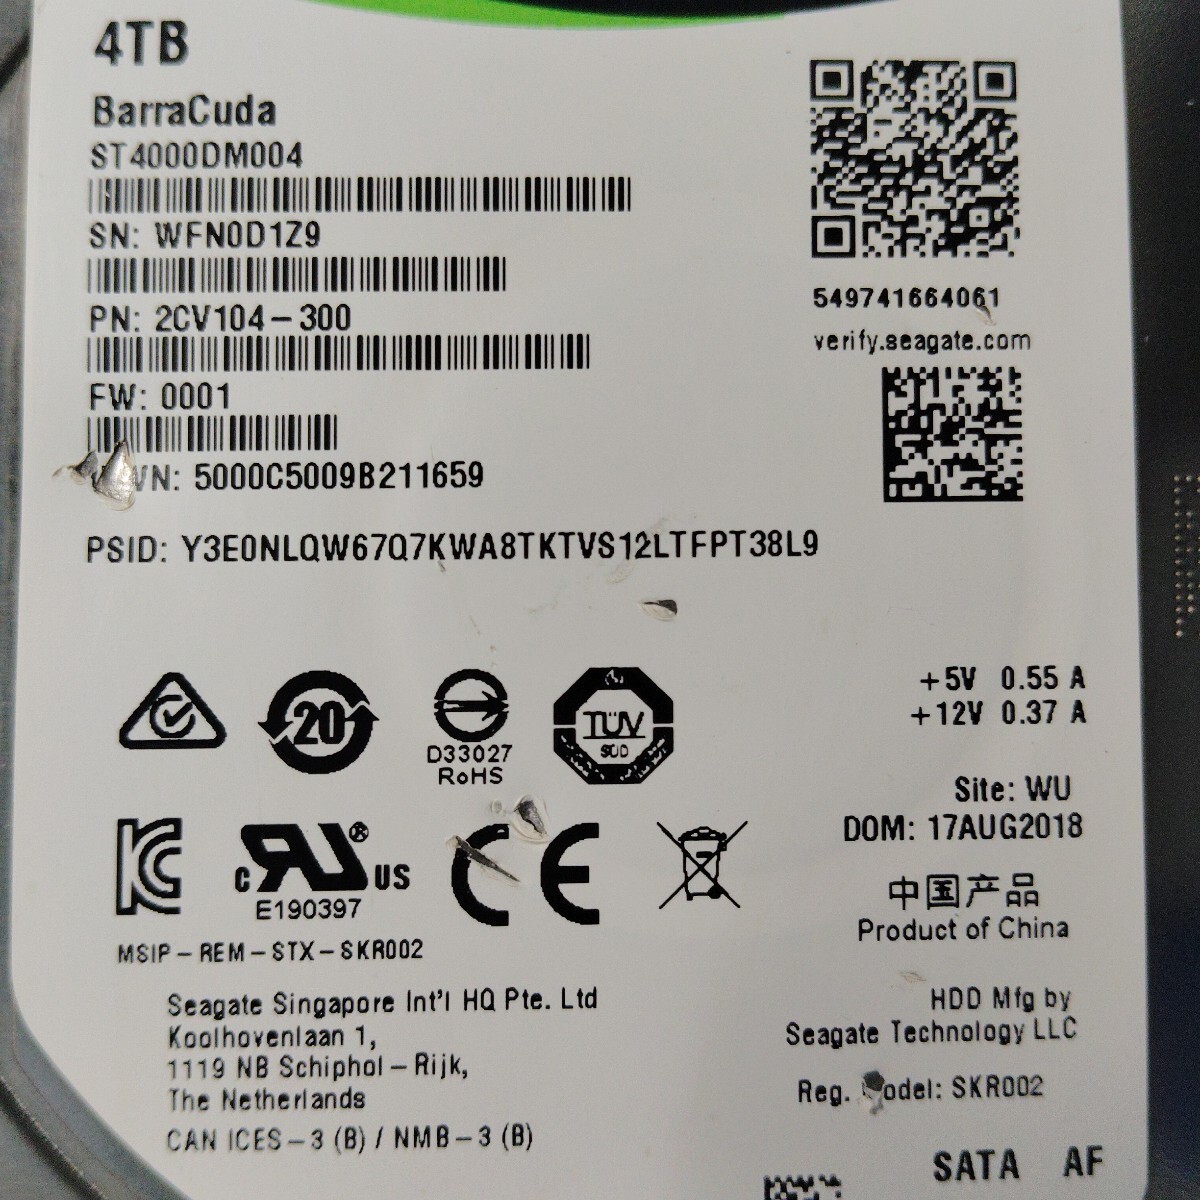 4TB
BarraCuda
ST4000DM004
SN: WFN0D1Z9
PN: 2CV104-300
FW: 0001
5000C5009B211659
PSID: Y3E0NLQW67Q7KWA8TKTVS12LTFPT38L9
549741664061
verify.seagate.com
+5V 0.55 A
+12V 0.37 A
20
D33027
RoHS
TÜV
SÜD
Site: WU
DOM: 17AUG2018
中国产品
Product of China
c RU® US
E190397
CE
MSIP-REM-STX-SKR002
Seagate Singapore Int'l HQ Pte. Ltd
Koolhovenlaan 1,
1119 NB Schiphol-Rijk,
The Netherlands
CAN ICES-3 (B) / NMB-3 (B)
HDD Mfg by
Seagate Technology LLC
Reg. Model: SKR002
SATA AF